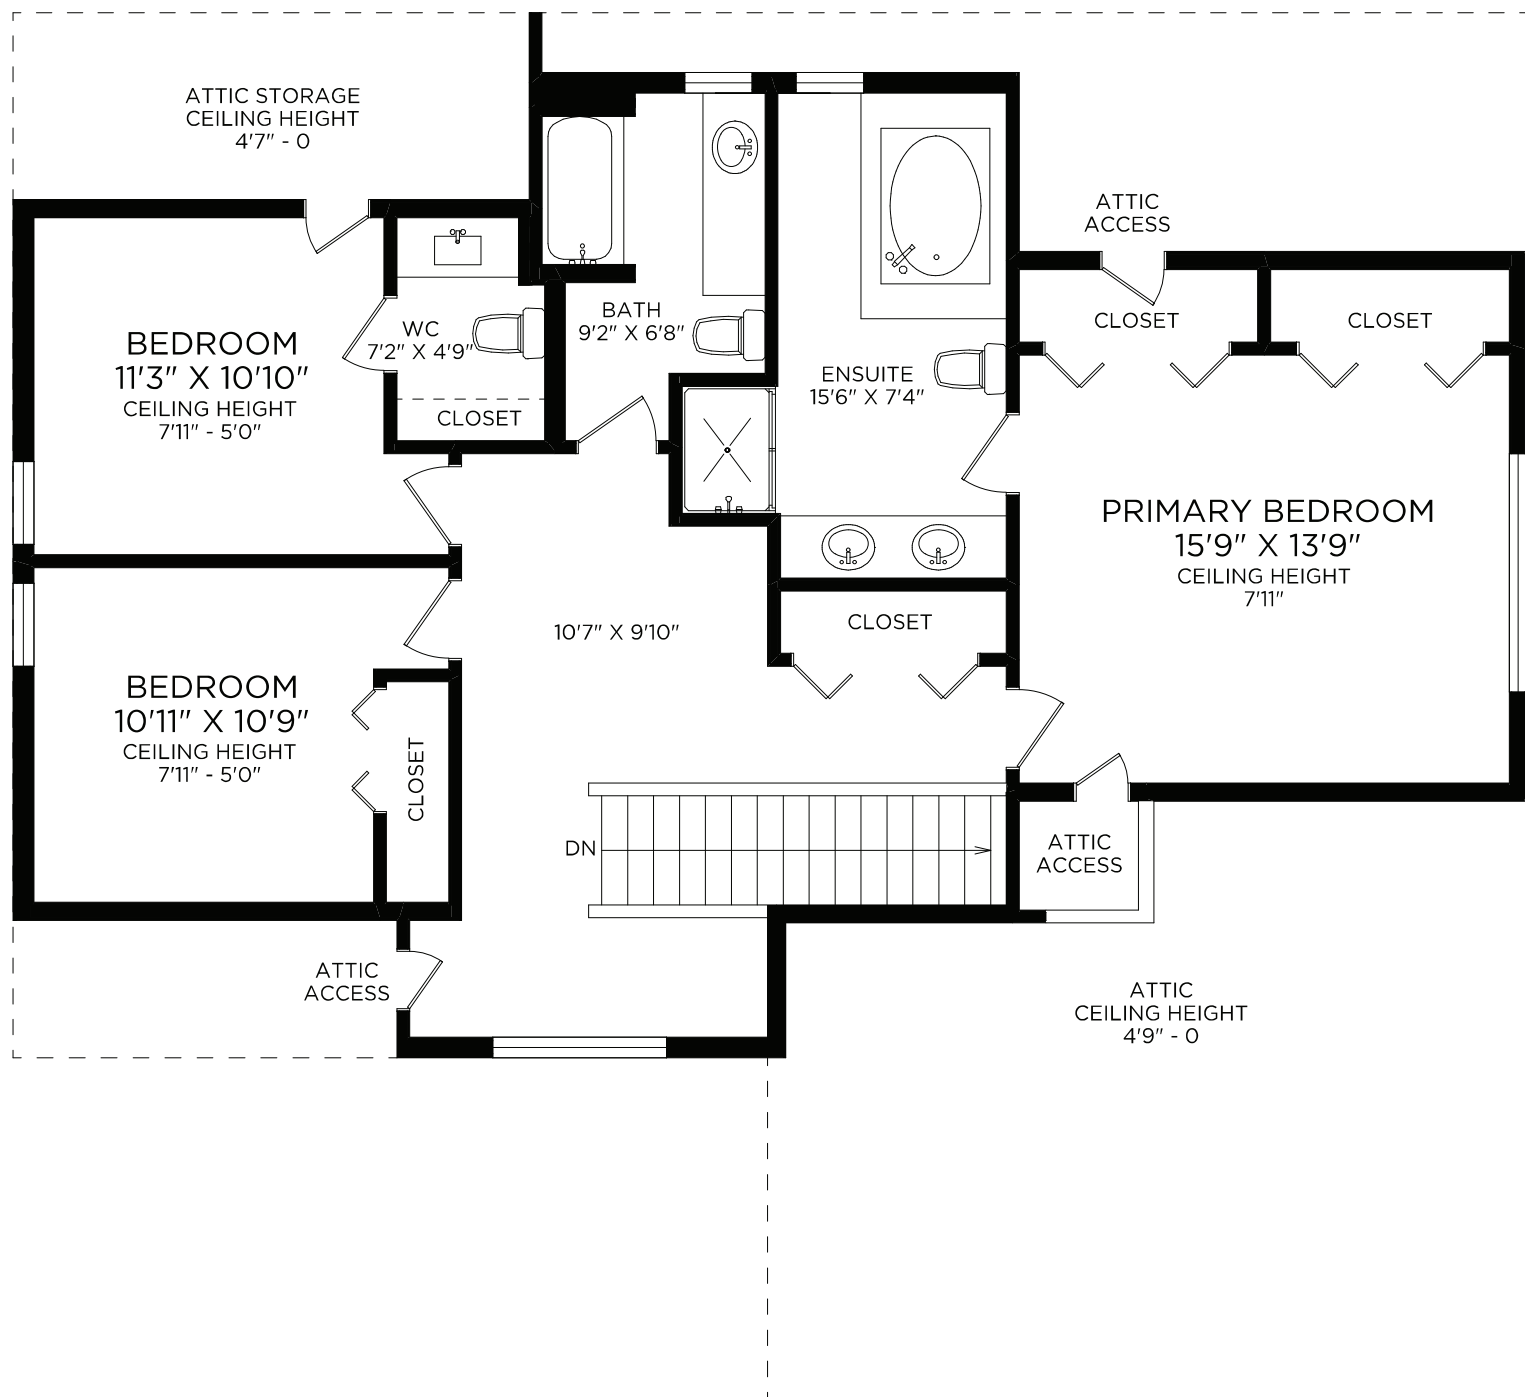 ATTIC STORAGE
CEILING HEIGHT
4'7" - 0
ATTIC
ACCESS
BATH
9'2" X 6'8"
CLOSET
CLOSET
WC
7'2" X 4'9"
BEDROOM
11'3" X 10'10"
CEILING HEIGHT
7'11" - 5'0"
ENSUITE
15'6" X 7'4"
CLOSET
PRIMARY BEDROOM
15'9" X 13'9"
CEILING HEIGHT
7'11"
10'7" X 9'10"
CLOSET
BEDROOM
10'11" X 10'9"
CEILING HEIGHT
7'11" - 5'0"
CLOSET
DN
ATTIC
ACCESS
ATTIC
ACCESS
ATTIC
CEILING HEIGHT
4'9" - 0